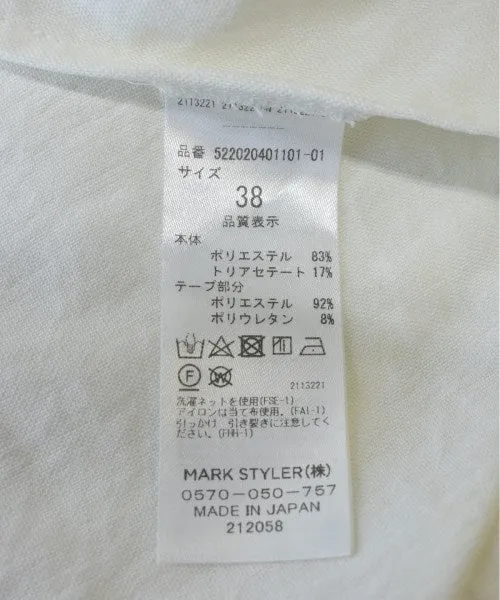 2113221
品番 522020401101-01
サイズ
38
品質表示
本体
ポリエステル 83%
トリアセテート 17%
テープ部分
ポリエステル 92%
ポリウレタン 8%
2113221
洗濯ネットを使用(FSE-1)
アイロンは当て布使用。(FAI-1)
引っかけ 引き裂きに注意してく
ださい。(FHH-1)
MARK STYLER(株)
0570-050-757
MADE IN JAPAN
212058